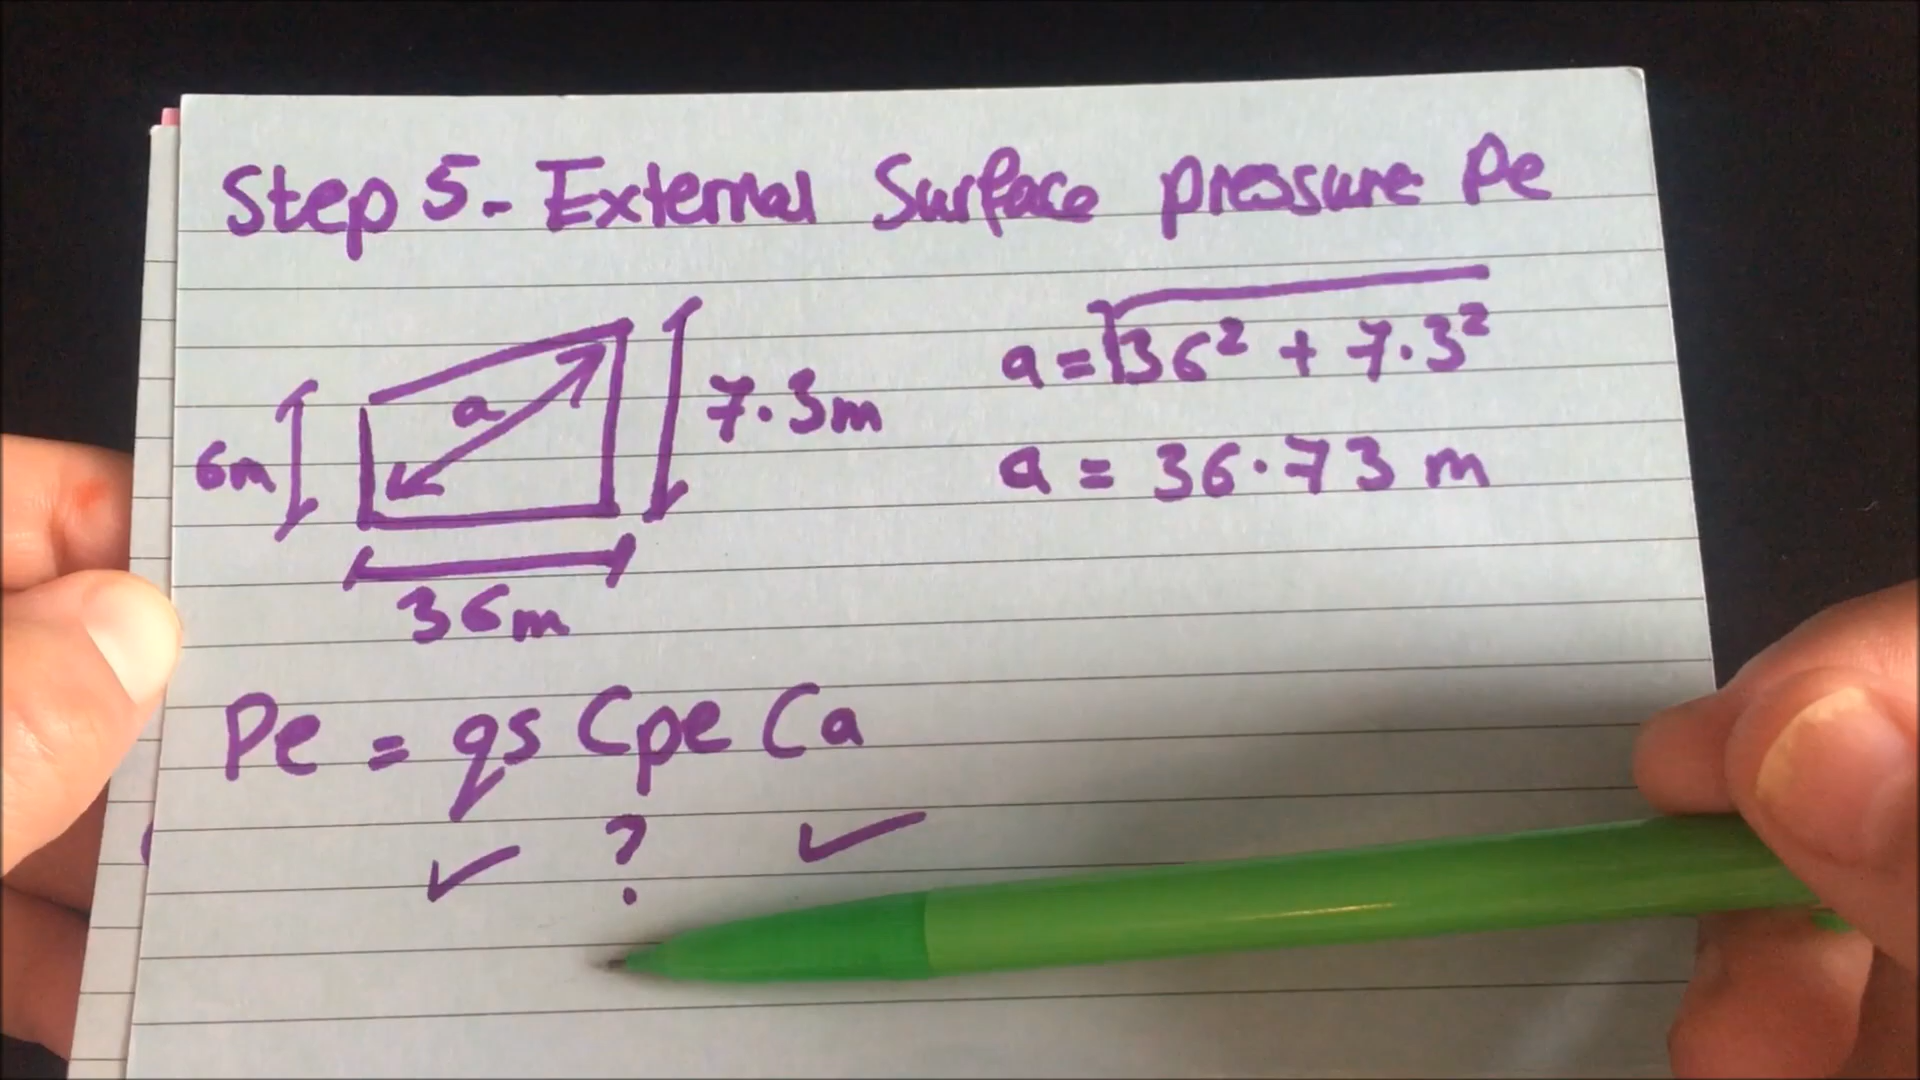 Step 5. External Surface pressure Pe
a = √36² + 7.3²
a
7.3m
6m
a = 36.73 m
36m
Pe = qs Cpe Ca
✓ ? ✓